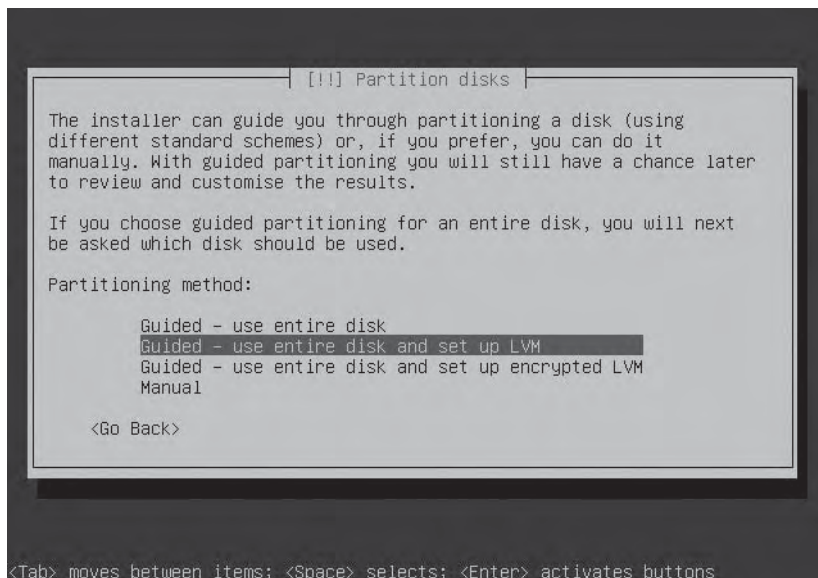 [!!] Partition disks
The installer can guide you through partitioning a disk (using
different standard schemes) or, if you prefer, you can do it
manually. With guided partitioning you will still have a chance later
to review and customise the results.
If you choose guided partitioning for an entire disk, you will next
be asked which disk should be used.
Partitioning method:
Guided – use entire disk
Guided – use entire disk and set up LVM
Guided – use entire disk and set up encrypted LVM
Manual
<Go Back>
<Tab> moves between items; <Space> selects; <Enter> activates buttons